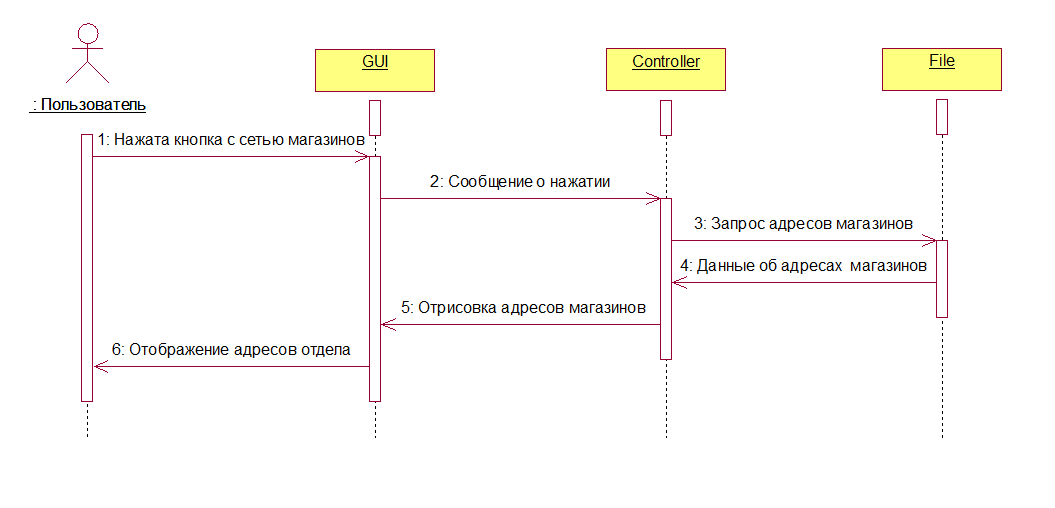 GUI
Controller
File
: Пользователь
1: Нажата кнопка с сетью магазинов
2: Сообщение о нажатии
3: Запрос адресов магазинов
4: Данные об адресах  магазинов
5: Отрисовка адресов магазинов
6: Отображение адресов отдела